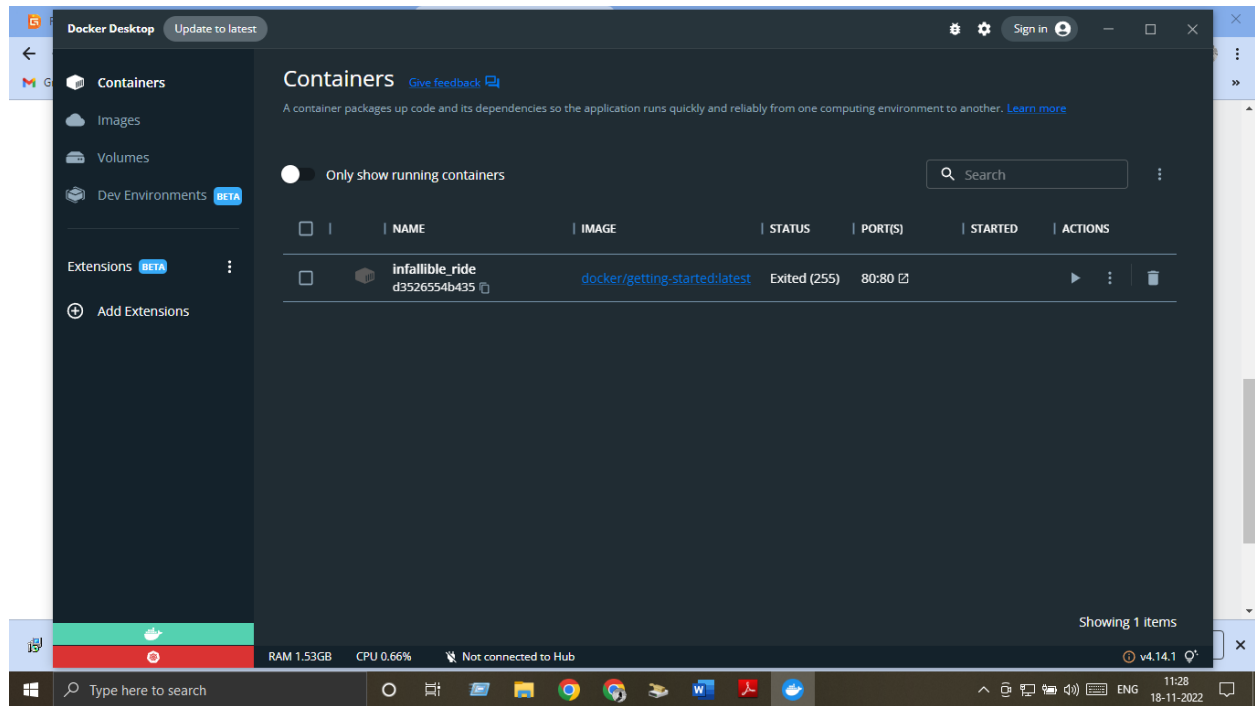 Docker Desktop Update to latest Sign in
Containers
Images
Volumes
Dev Environments BETA
Extensions BETA
Add Extensions
Containers Give feedback
A container packages up code and its dependencies so the application runs quickly and reliably from one computing environment to another. Learn more
Only show running containers Search
NAME IMAGE STATUS PORT(S) STARTED ACTIONS
infallible_ride docker/getting-started:latest Exited (255) 80:80
d3526554b435
Showing 1 items
RAM 1.53GB CPU 0.66% Not connected to Hub v4.14.1
Type here to search W ENG 11:28
18-11-2022